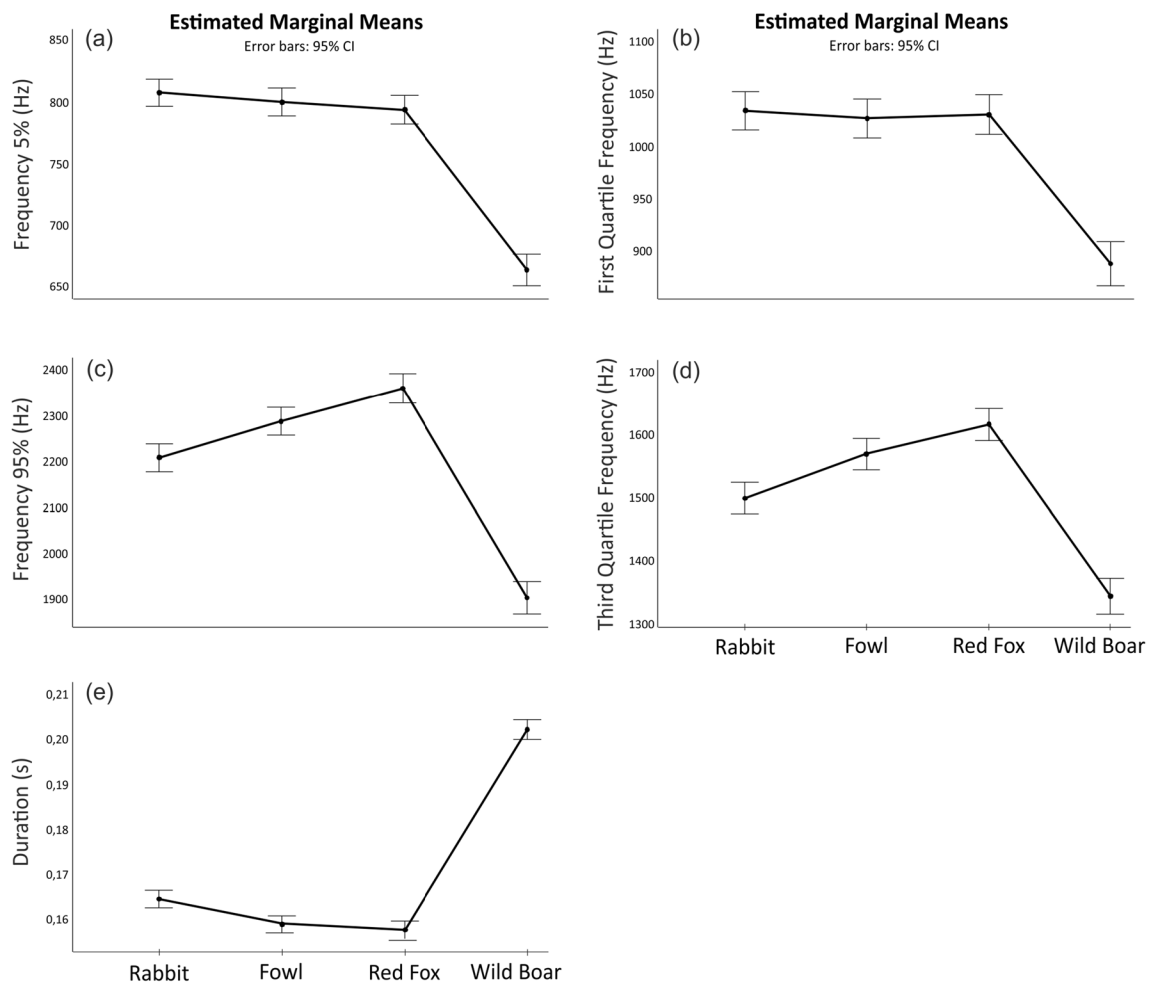 Estimated Marginal Means
Error bars: 95% CI
(a)
Frequency 5% (Hz)
850
800
750
700
650
Estimated Marginal Means
Error bars: 95% CI
(b)
First Quartile Frequency (Hz)
1100
1050
1000
950
900
(c)
Frequency 95% (Hz)
2400
2300
2200
2100
2000
1900
(d)
Third Quartile Frequency (Hz)
1700
1600
1500
1400
1300
Rabbit Fowl Red Fox Wild Boar
(e)
Duration (s)
0,21
0,20
0,19
0,18
0,17
0,16
Rabbit Fowl Red Fox Wild Boar